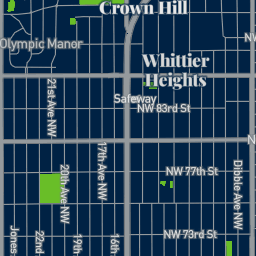 Crown Hill
NW
Olympic Manor
Whittier
Heights
21st Ave NW
Safeway
NW 83rd St
N
17th Ave NW
20th Ave NW
NW 77th St
Dibble Ave NW
Jones
22nd
19th
16th
NW 73rd St